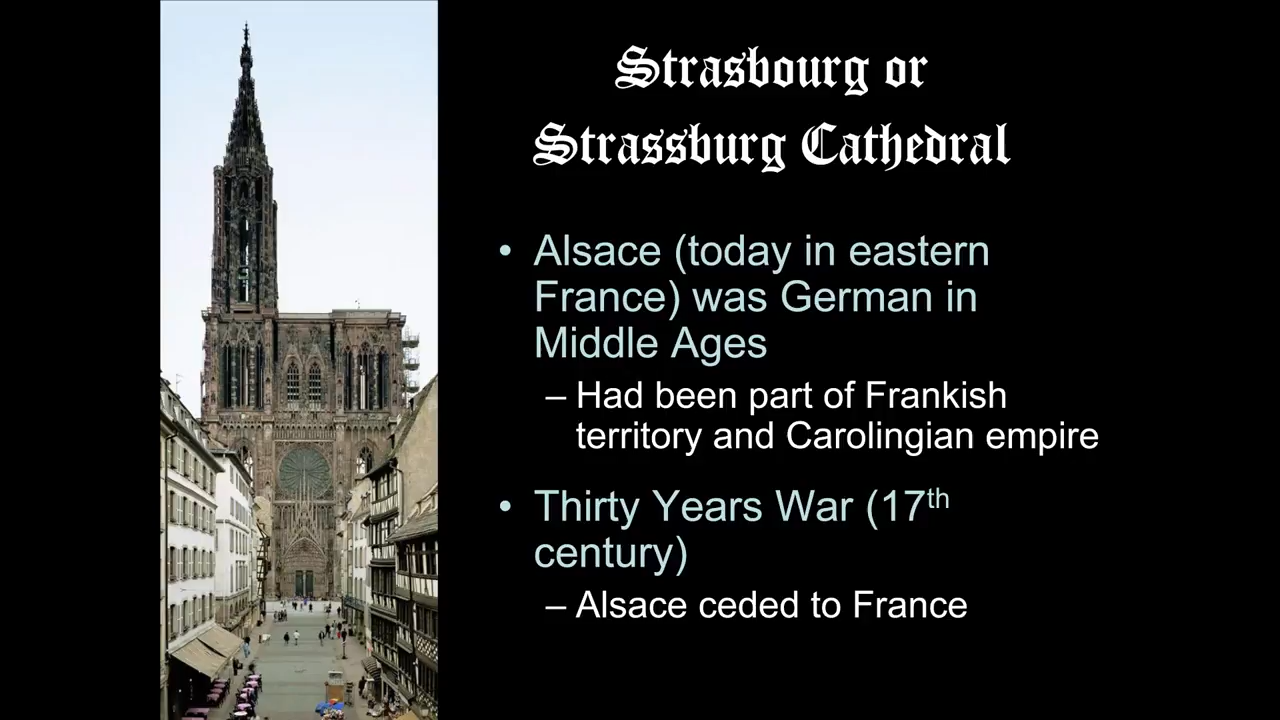 Strasbourg or
Strassburg Cathedral
• Alsace (today in eastern
France) was German in
Middle Ages
– Had been part of Frankish
territory and Carolingian empire
• Thirty Years War (17th
century)
– Alsace ceded to France